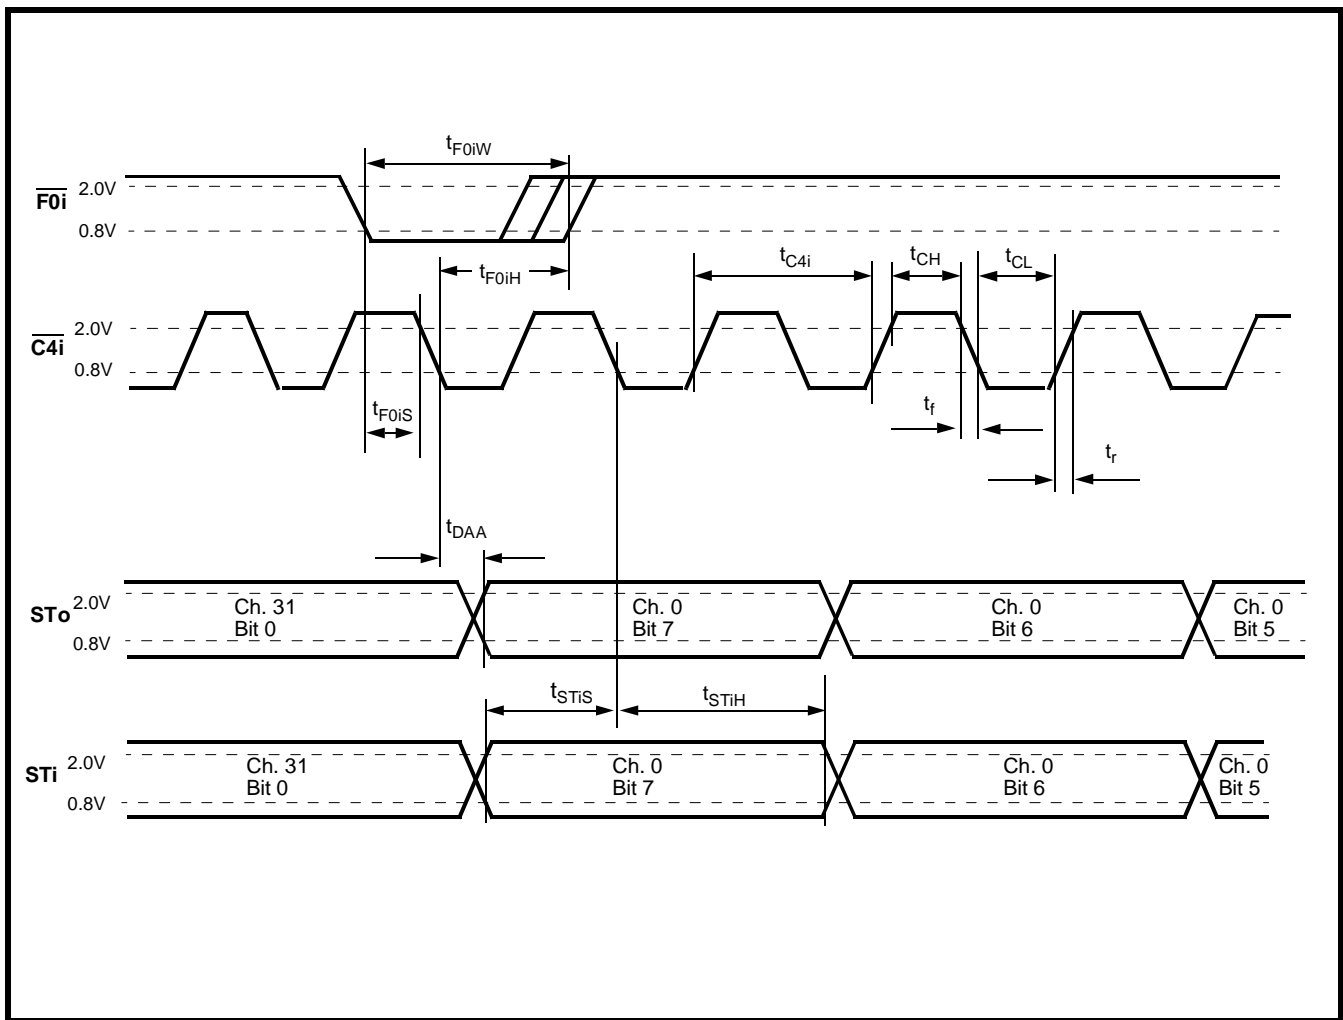 tF0iW
F0i
2.0V
0.8V
tF0iH
tC4i
tCH
tCL
C4i
2.0V
0.8V
tF0iS
tf
tr
tDAA
STo
2.0V
0.8V
Ch. 31
Bit 0
Ch. 0
Bit 7
Ch. 0
Bit 6
Ch. 0
Bit 5
tSTiS
tSTiH
STi
2.0V
0.8V
Ch. 31
Bit 0
Ch. 0
Bit 7
Ch. 0
Bit 6
Ch. 0
Bit 5